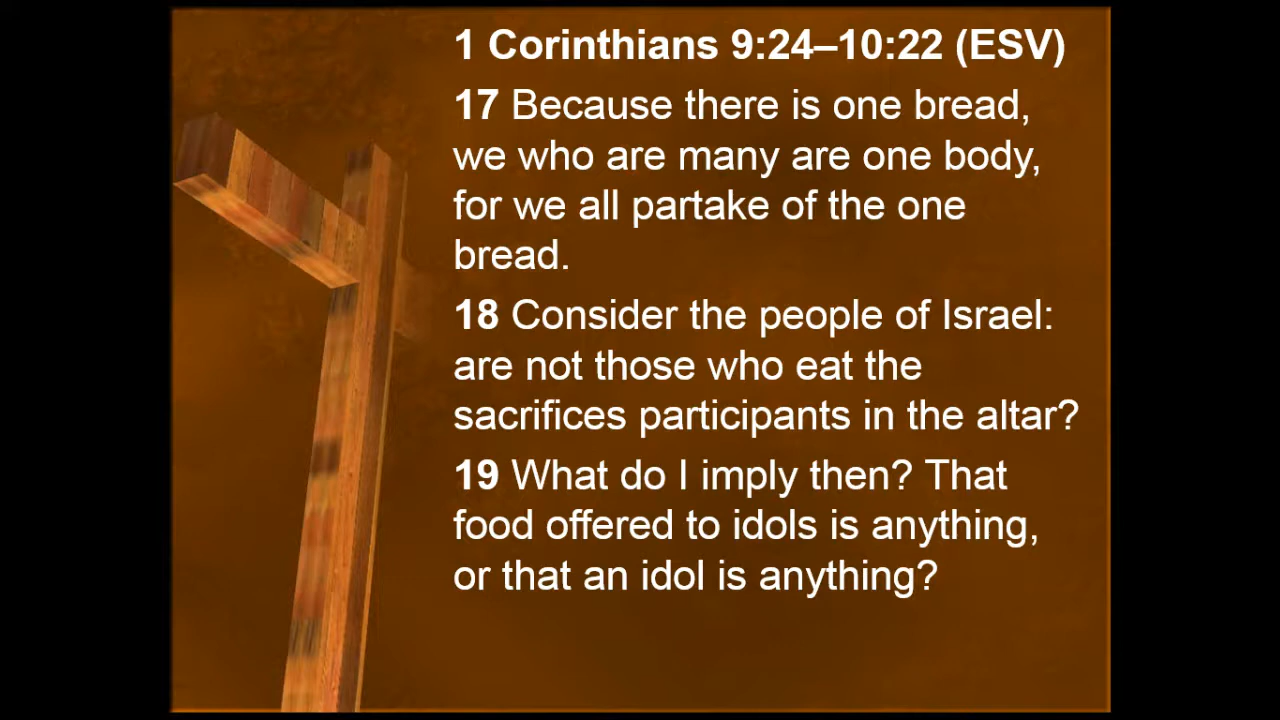 1 Corinthians 9:24–10:22 (ESV)
17 Because there is one bread,
we who are many are one body,
for we all partake of the one
bread.
18 Consider the people of Israel:
are not those who eat the
sacrifices participants in the altar?
19 What do I imply then? That
food offered to idols is anything,
or that an idol is anything?